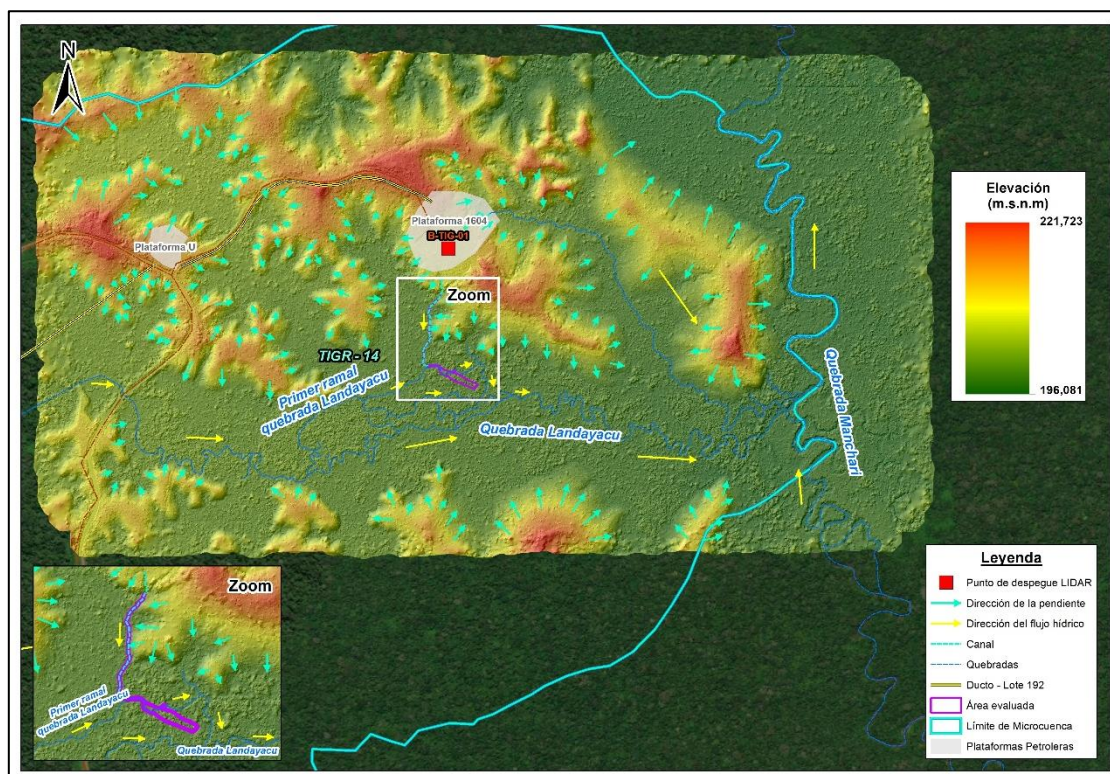 N
Plataforma 1604
B-TIG-01
Plataforma U
Zoom
TIGR - 14
Primer ramal
quebrada Landayacu
Quebrada Landayacu
Quebrada Manchari
Elevación
(m.s.n.m)
221,723
196,081
Zoom
Primer ramal
quebrada Landayacu
Quebrada Landayacu
Leyenda
Punto de despegue LIDAR
Dirección de la pendiente
Dirección del flujo hídrico
Canal
Quebradas
Ducto - Lote 192
Área evaluada
Límite de Microcuenca
Plataformas Petroleras